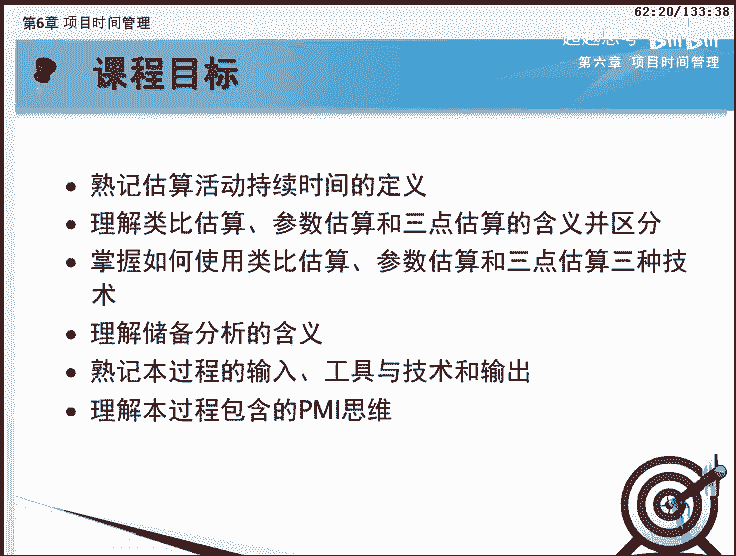 62:20/133:38
第6章 项目时间管理
第六章 项目时间管理
课程目标
熟记估算活动持续时间的定义
理解类比估算、参数估算和三点估算的含义并区分
掌握如何使用类比估算、参数估算和三点估算三种技
术
理解储备分析的含义
熟记本过程的输入、工具与技术和输出
理解本过程包含的PMI思维